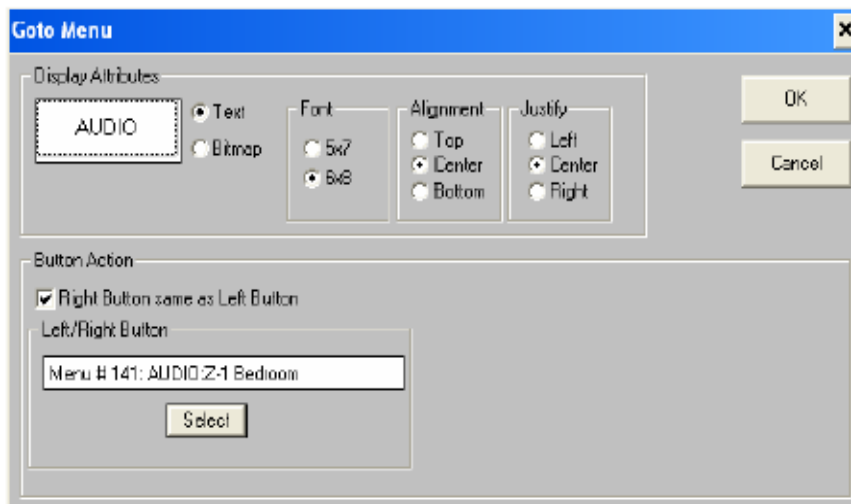 Goto Menu
Display Attributes
AUDIO
Text
Bitmap
Font
5x7
6x8
Alignment
Top
Center
Bottom
Justify
Left
Center
Right
OK
Cancel
Button Action
Right Button same as Left Button
Left/Right Button
Menu # 141: AUDIO:Z-1 Bedroom
Select